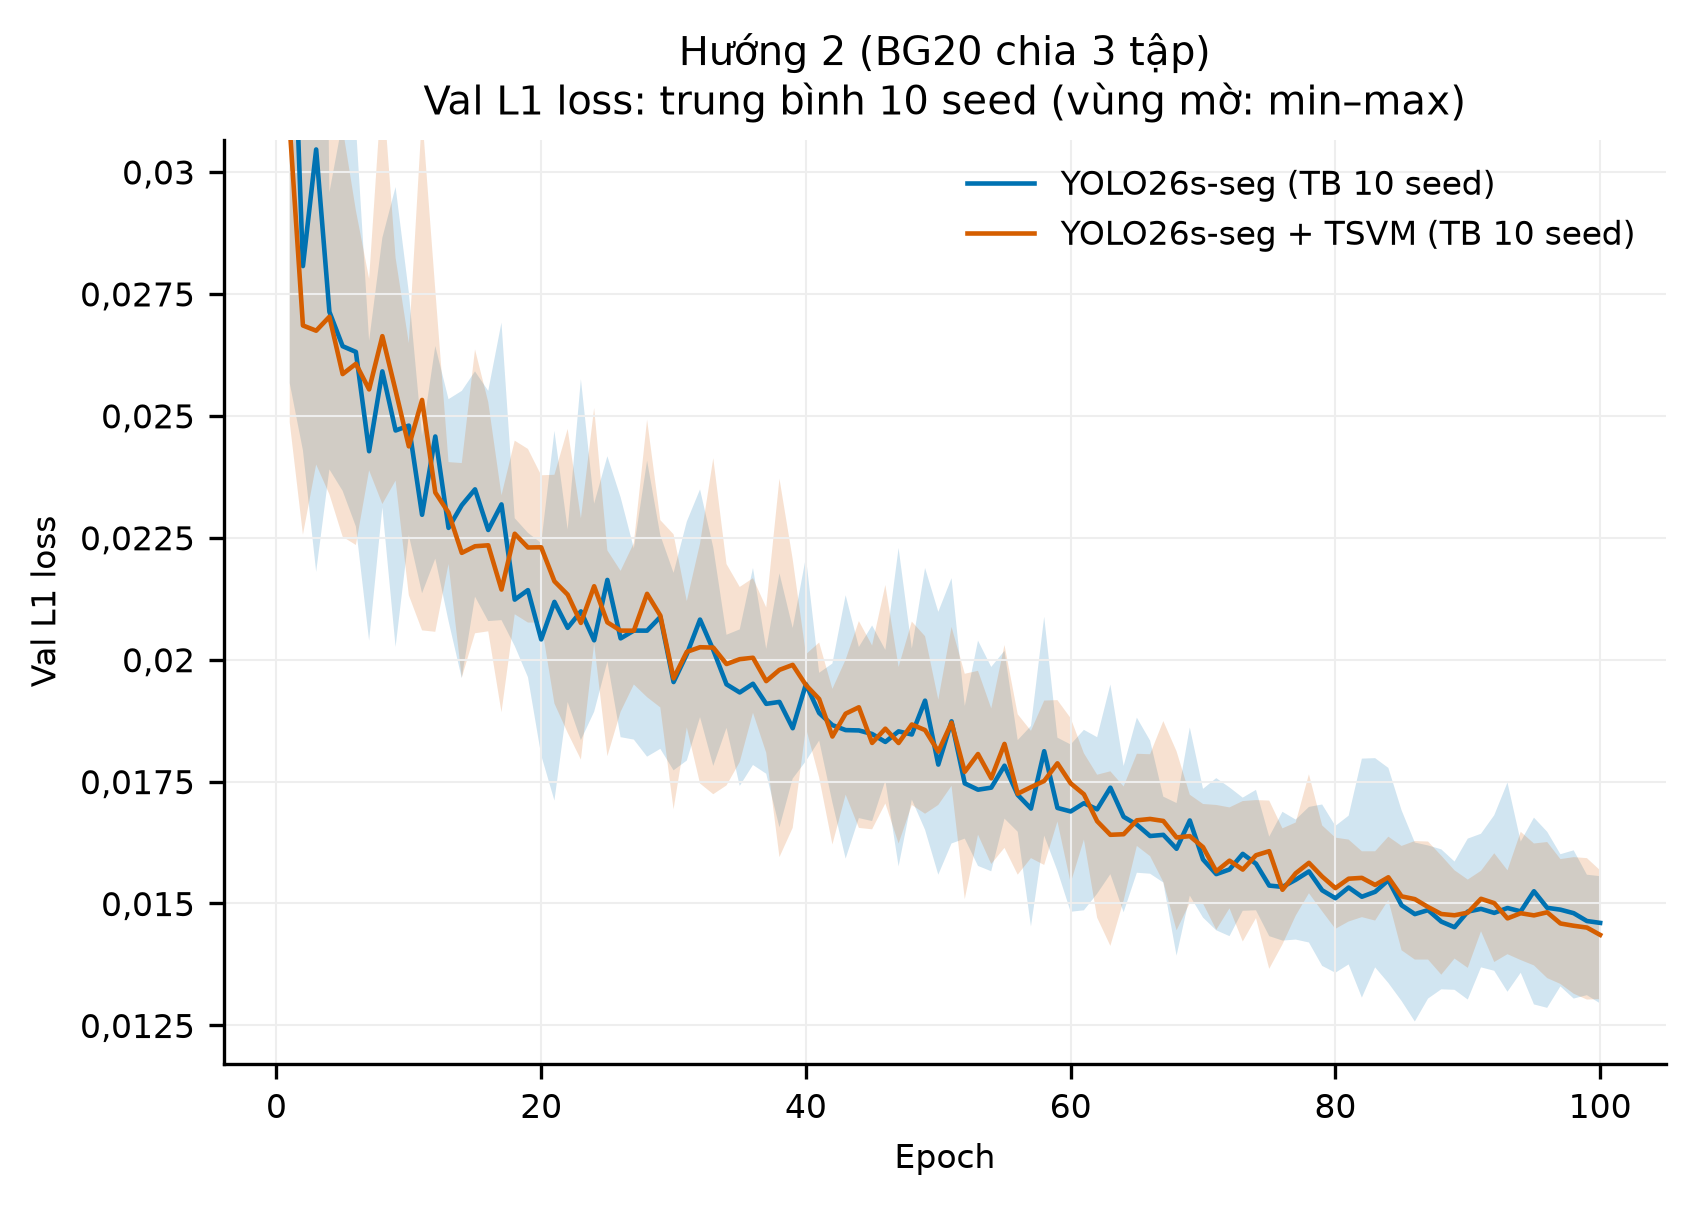 Hướng 2 (BG20 chia 3 tập)
Val L1 loss: trung bình 10 seed (vùng mờ: min–max)
YOLO26s-seg (TB 10 seed)
YOLO26s-seg + TSVM (TB 10 seed)
Val L1 loss
0,03
0,0275
0,025
0,0225
0,02
0,0175
0,015
0,0125
0 20 40 60 80 100
Epoch